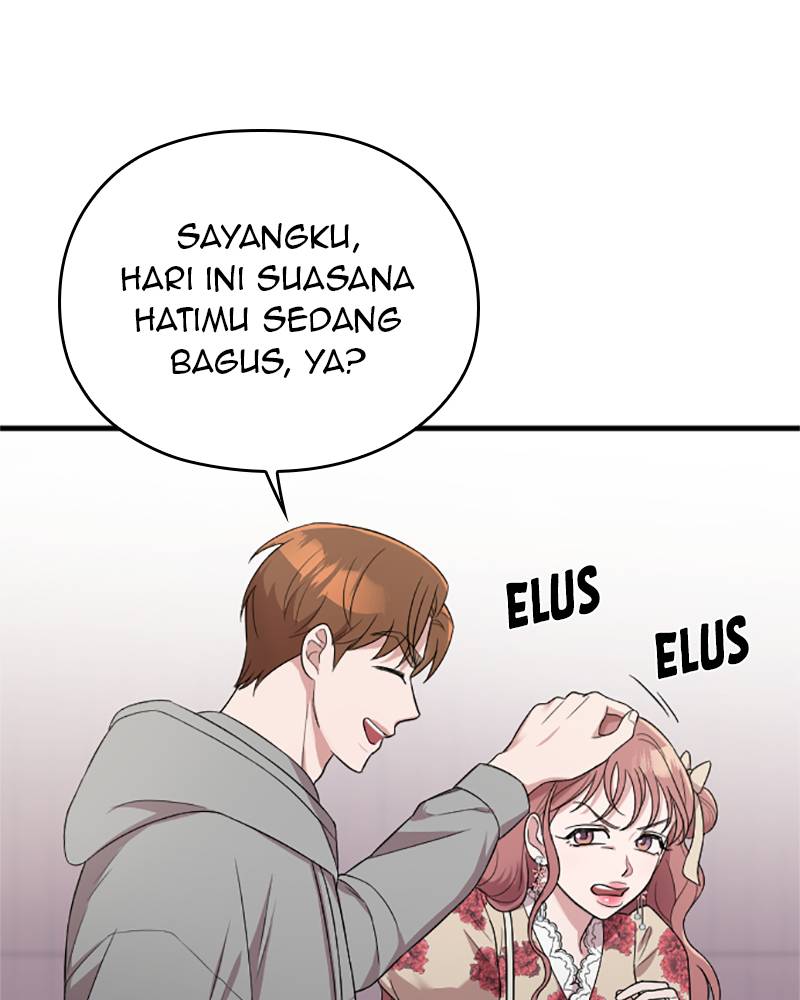 SAYANGKU,
HARI INI SUASANA
HATIMU SEDANG
BAGUS, YA?
ELUS
ELUS